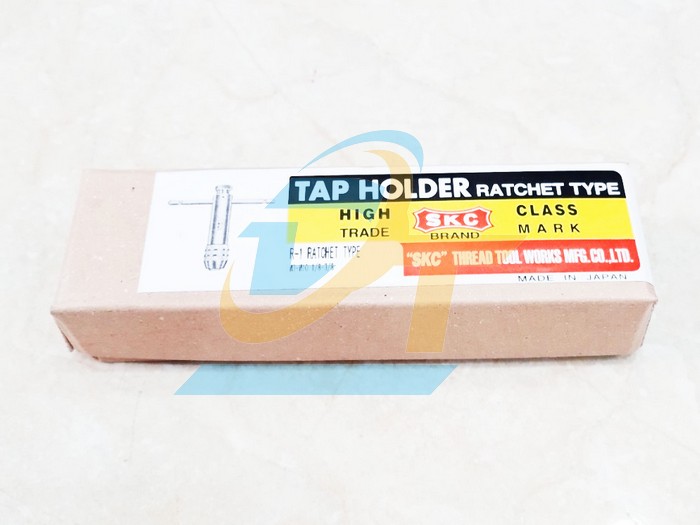 TAP HOLDER RATCHET TYPE
HIGH SKC CLASS
TRADE BRAND MARK
R-1 RATCHET TYPE
"SKC" THREAD TOOL WORKS MFG.CO.,LTD.
MADE IN JAPAN